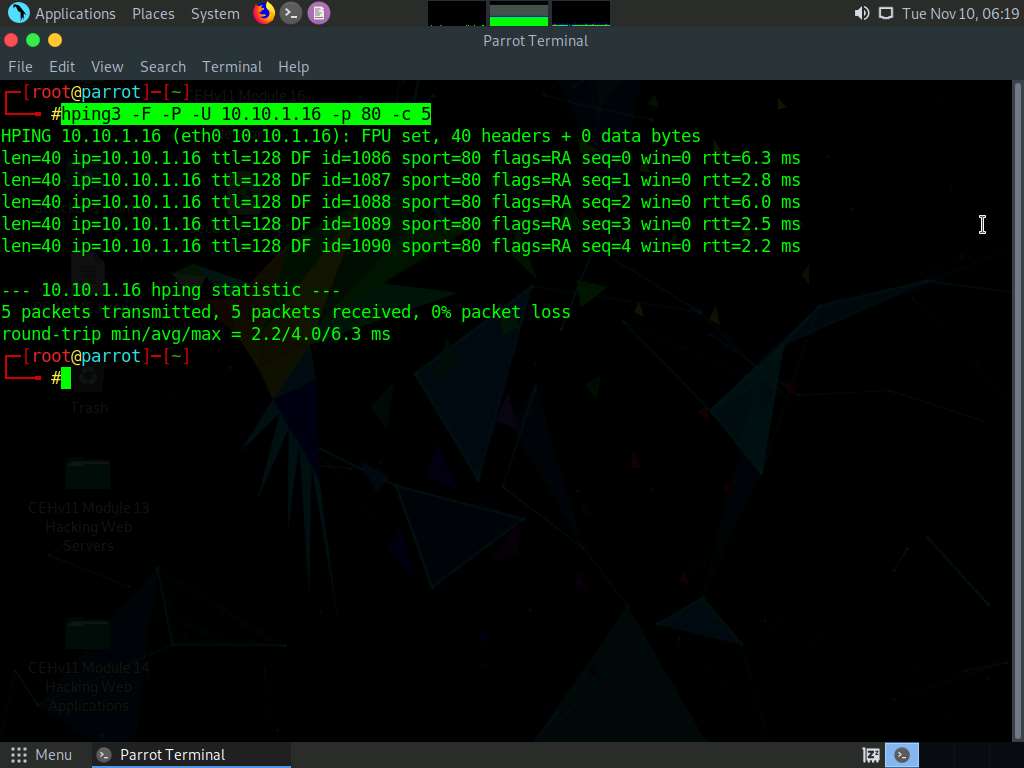 Applications Places System Tue Nov 10, 06:19
Parrot Terminal
File Edit View Search Terminal Help
[root@parrot]─[~]
#hping3 -F -P -U 10.10.1.16 -p 80 -c 5
HPING 10.10.1.16 (eth0 10.10.1.16): FPU set, 40 headers + 0 data bytes
len=40 ip=10.10.1.16 ttl=128 DF id=1086 sport=80 flags=RA seq=0 win=0 rtt=6.3 ms
len=40 ip=10.10.1.16 ttl=128 DF id=1087 sport=80 flags=RA seq=1 win=0 rtt=2.8 ms
len=40 ip=10.10.1.16 ttl=128 DF id=1088 sport=80 flags=RA seq=2 win=0 rtt=6.0 ms
len=40 ip=10.10.1.16 ttl=128 DF id=1089 sport=80 flags=RA seq=3 win=0 rtt=2.5 ms
len=40 ip=10.10.1.16 ttl=128 DF id=1090 sport=80 flags=RA seq=4 win=0 rtt=2.2 ms
--- 10.10.1.16 hping statistic ---
5 packets transmitted, 5 packets received, 0% packet loss
round-trip min/avg/max = 2.2/4.0/6.3 ms
[root@parrot]─[~]
#
Trash
CEHv11 Module 13
Hacking Web
Servers
CEHv11 Module 14
Hacking Web
Applications
Menu Parrot Terminal